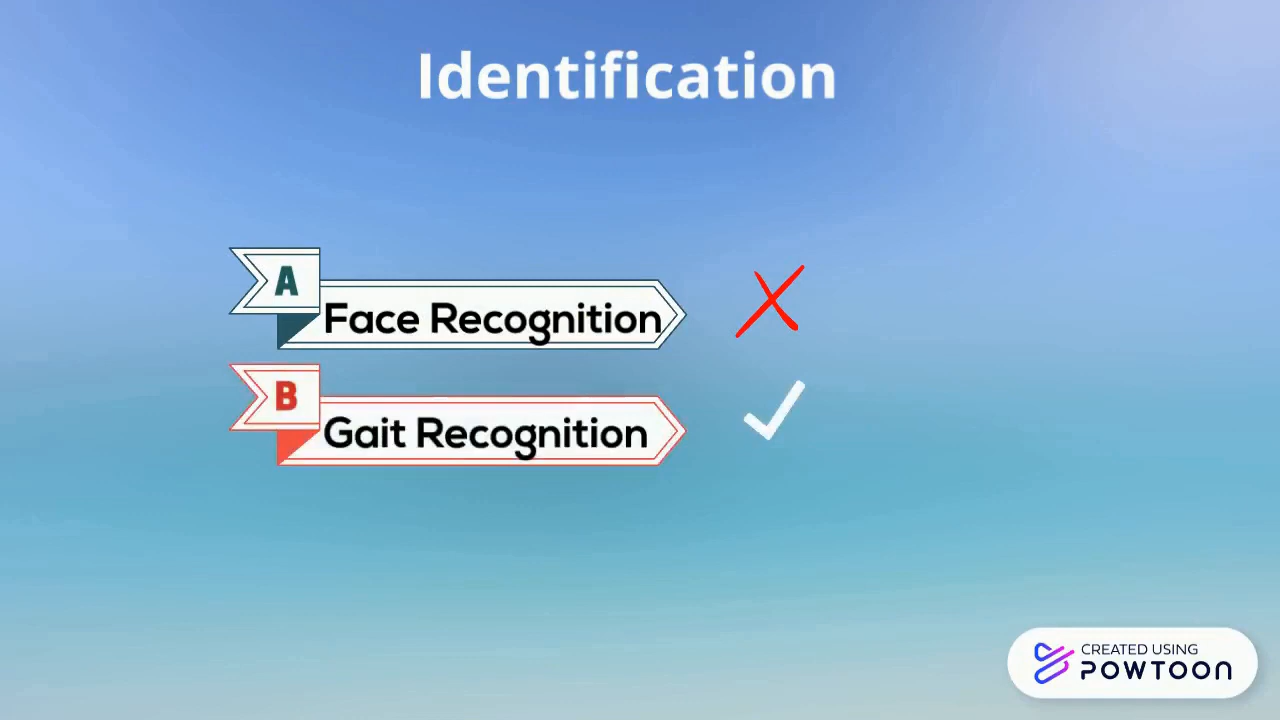 Identification
A
Face Recognition
B
Gait Recognition
CREATED USING
POWTOON